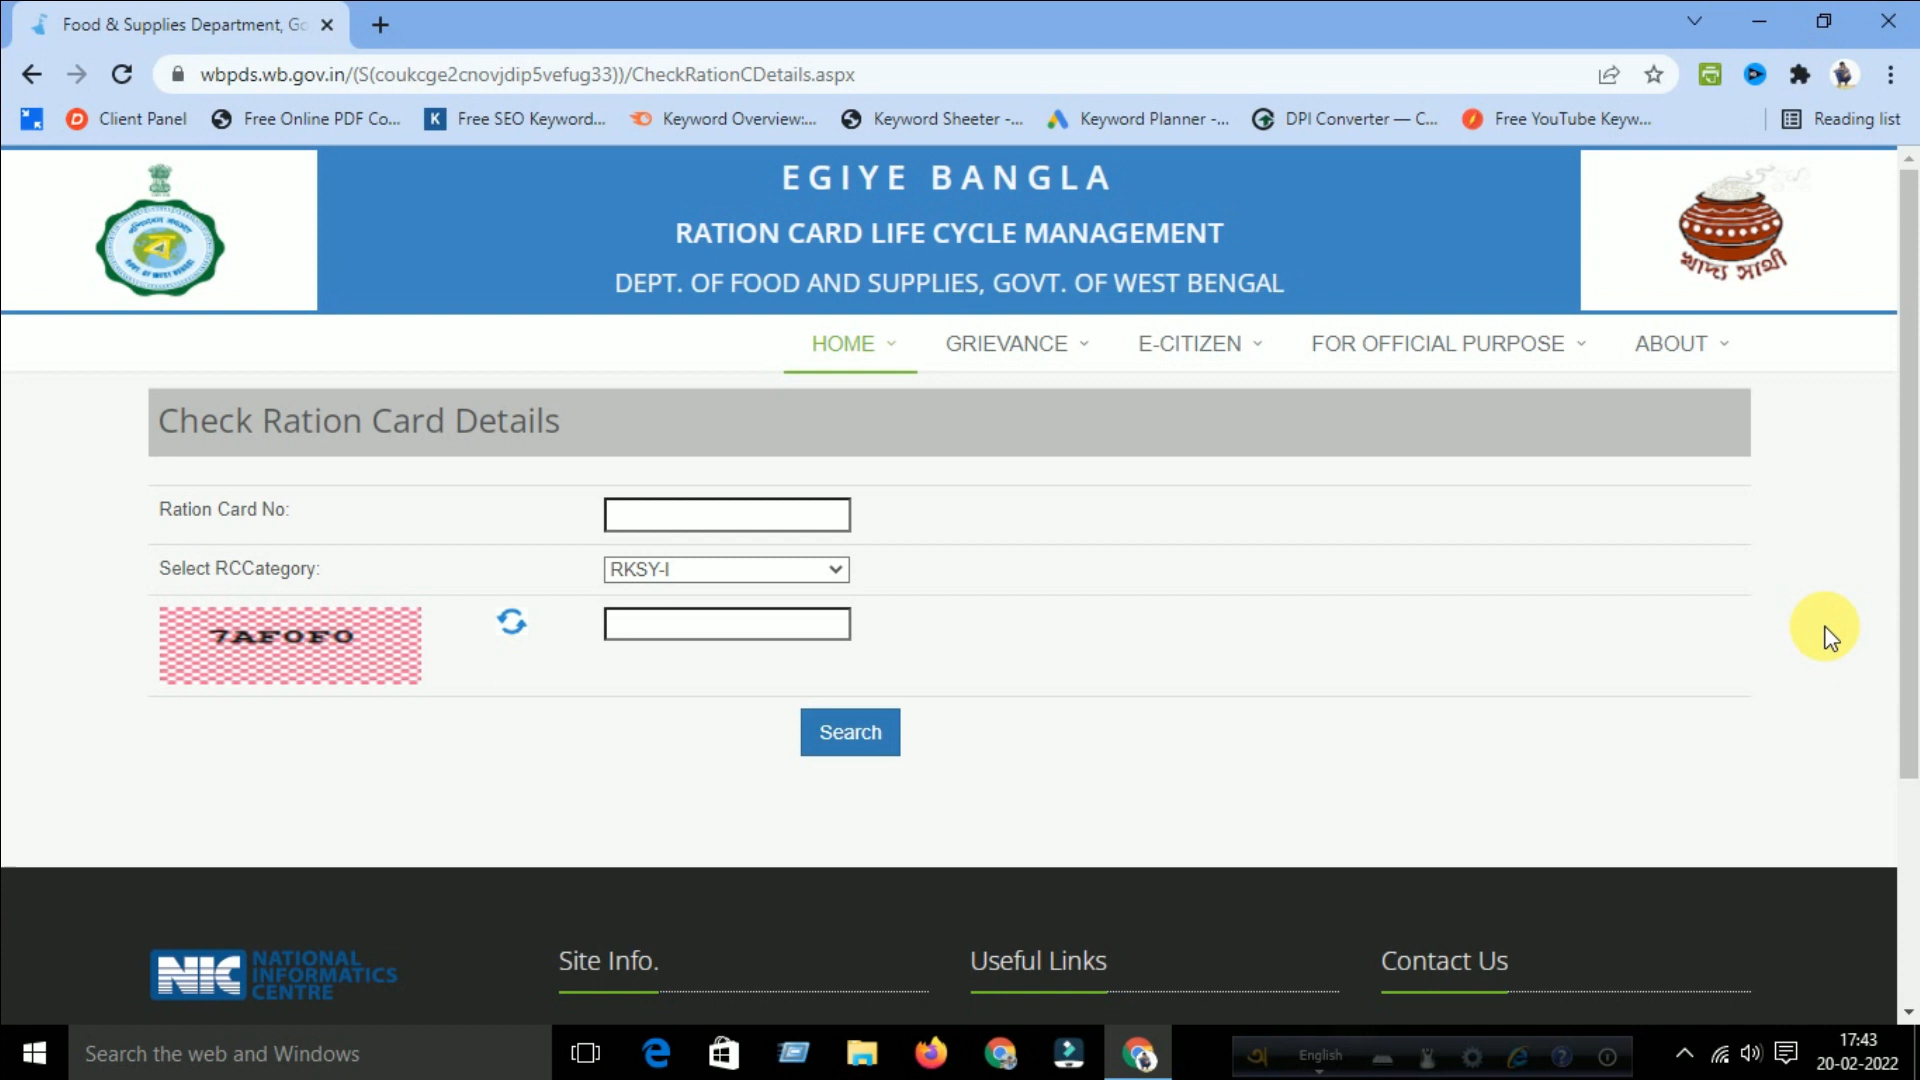 Food & Supplies Department, Go
wbpds.wb.gov.in/(S(coukcge2cnovjdip5vefug33))/CheckRationCDetails.aspx
Client Panel
Free Online PDF Co...
K
Free SEO Keyword...
Keyword Overview:...
Keyword Sheeter -...
Keyword Planner -...
DPI Converter — C...
Free YouTube Keyw...
Reading list
EGIYE BANGLA
RATION CARD LIFE CYCLE MANAGEMENT
DEPT. OF FOOD AND SUPPLIES, GOVT. OF WEST BENGAL
খাদ্য সাথী
HOME
GRIEVANCE
E-CITIZEN
FOR OFFICIAL PURPOSE
ABOUT
Check Ration Card Details
Ration Card No:
Select RCCategory:
RKSY-I
7AF0F0
Search
NIC
NATIONAL
INFORMATICS
CENTRE
Site Info.
Useful Links
Contact Us
Search the web and Windows
English
17:43
20-02-2022